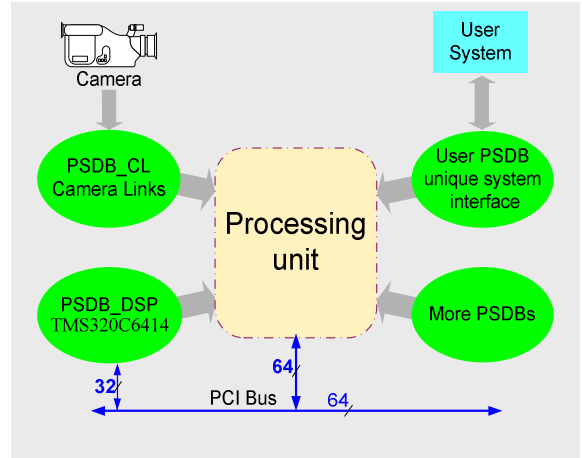 Camera
User
System
PSDB_CL
Camera Links
User PSDB
unique system
interface
Processing
unit
PSDB_DSP
TMS320C6414
More PSDBs
32
64
PCI Bus
64